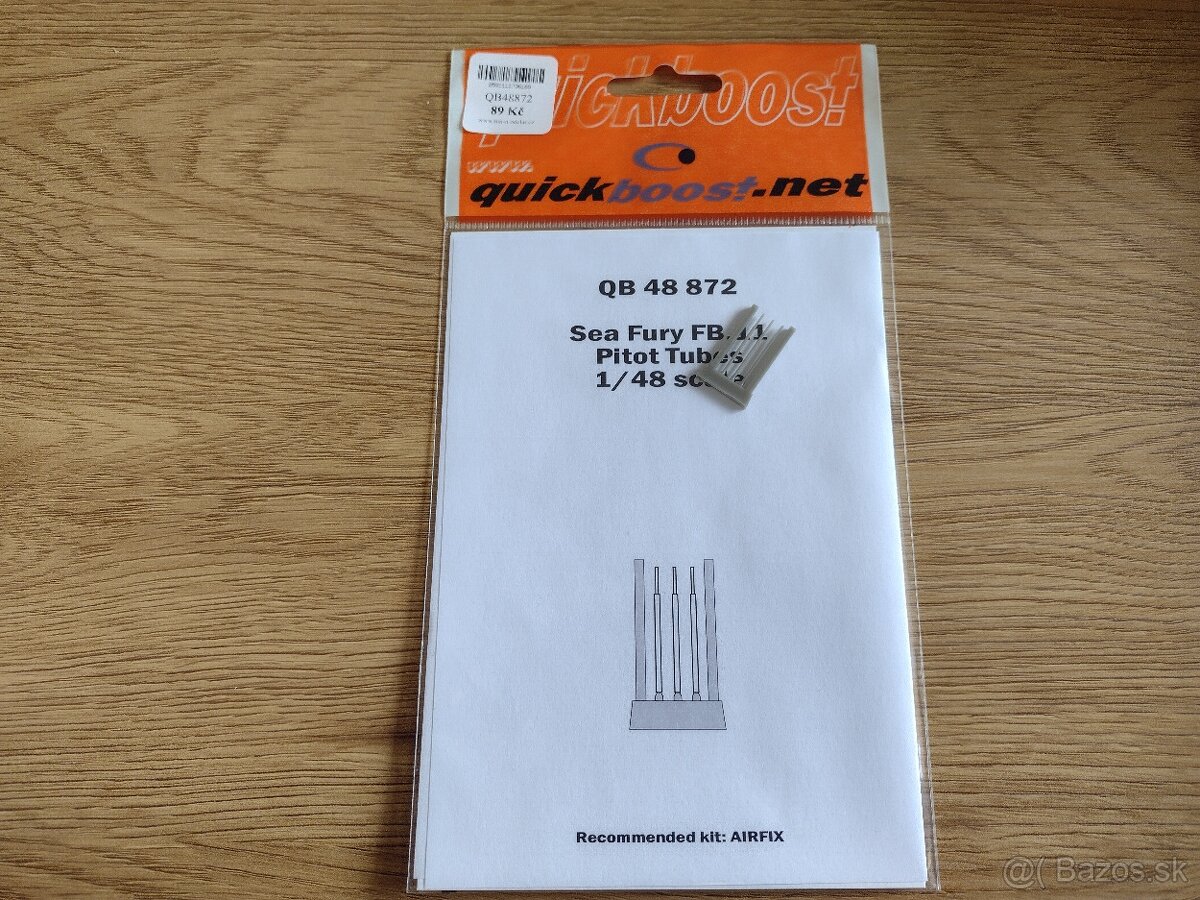 quickboost
QB48872
89 Kč
www.
quickboost.net
QB 48 872
Sea Fury FB.11
Pitot Tubes
1/48 scale
Recommended kit: AIRFIX
@( Bazos.sk